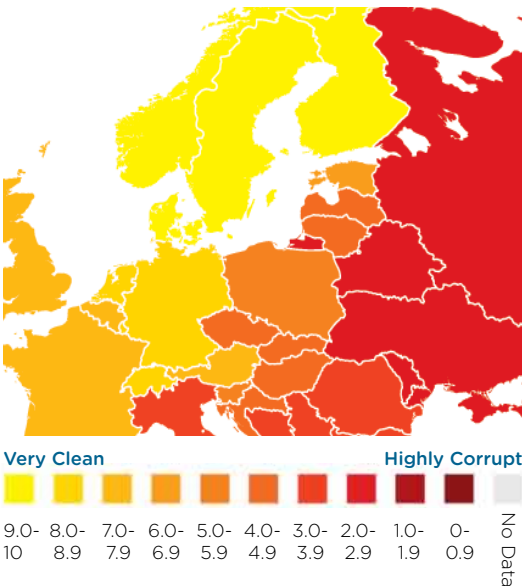 Very Clean Highly Corrupt
9.0- 8.0- 7.0- 6.0- 5.0- 4.0- 3.0- 2.0- 1.0- 0-
10 8.9 7.9 6.9 5.9 4.9 3.9 2.9 1.9 0.9
No Data